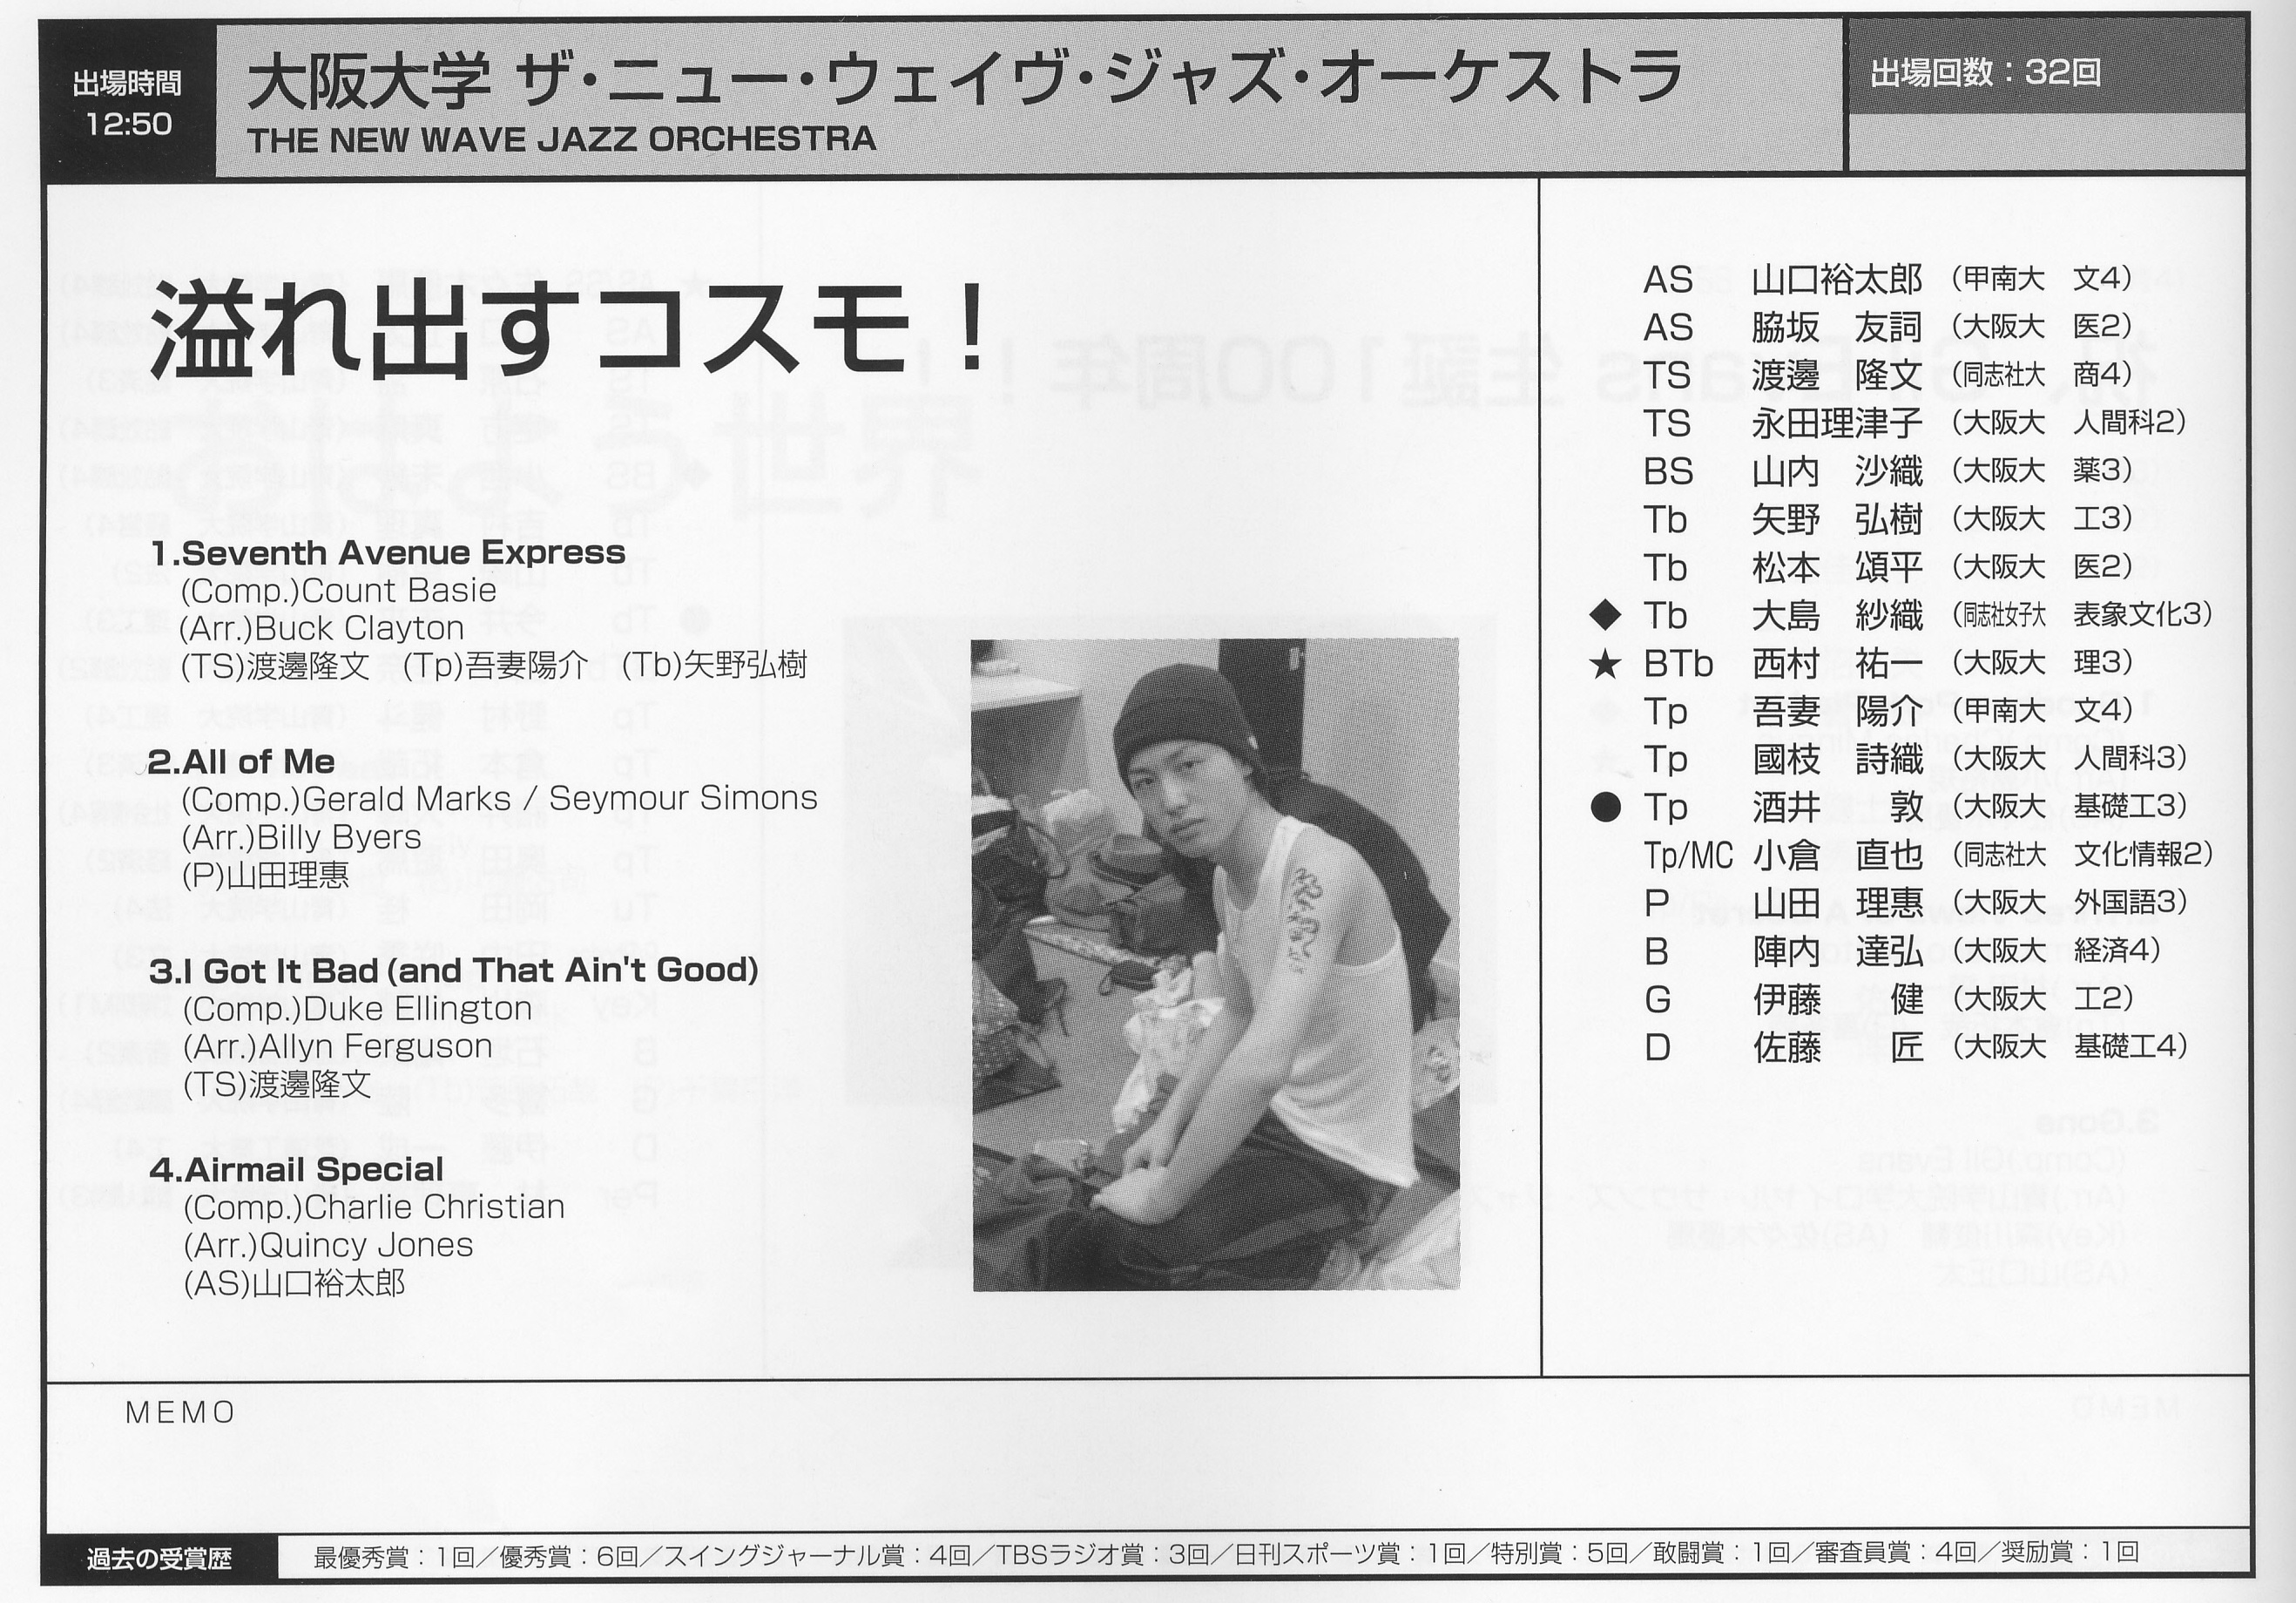 出場時間
12:50
大阪大学 ザ・ニュー・ウェイヴ・ジャズ・オーケストラ
THE NEW WAVE JAZZ ORCHESTRA
出場回数：32回
溢れ出すコスモ！
1.Seventh Avenue Express
(Comp.)Count Basie
(Arr.)Buck Clayton
(TS)渡邊隆文　(Tp)吾妻陽介　(Tb)矢野弘樹
2.All of Me
(Comp.)Gerald Marks / Seymour Simons
(Arr.)Billy Byers
(P)山田理恵
3.I Got It Bad (and That Ain't Good)
(Comp.)Duke Ellington
(Arr.)Allyn Ferguson
(TS)渡邊隆文
4.Airmail Special
(Comp.)Charlie Christian
(Arr.)Quincy Jones
(AS)山口裕太郎
AS 山口裕太郎 (甲南大　文4)
AS 脇坂　友詞 (大阪大　医2)
TS 渡邊　隆文 (同志社大　商4)
TS 永田理津子 (大阪大　人間科2)
BS 山内　沙織 (大阪大　薬3)
Tb 矢野　弘樹 (大阪大　工3)
Tb 松本　頌平 (大阪大　医2)
◆ Tb 大島　紗織 (同志社女子大　表象文化3)
★ BTb 西村　祐一 (大阪大　理3)
Tp 吾妻　陽介 (甲南大　文4)
Tp 國枝　詩織 (大阪大　人間科3)
● Tp 酒井　　敦 (大阪大　基礎工3)
Tp/MC 小倉　直也 (同志社大　文化情報2)
P 山田　理惠 (大阪大　外国語3)
B 陣内　達弘 (大阪大　経済4)
G 伊藤　　健 (大阪大　工2)
D 佐藤　　匠 (大阪大　基礎工4)
MEMO
過去の受賞歴 最優秀賞：1回／優秀賞：6回／スイングジャーナル賞：4回／TBSラジオ賞：3回／日刊スポーツ賞：1回／特別賞：5回／敢闘賞：1回／審査員賞：4回／奨励賞：1回